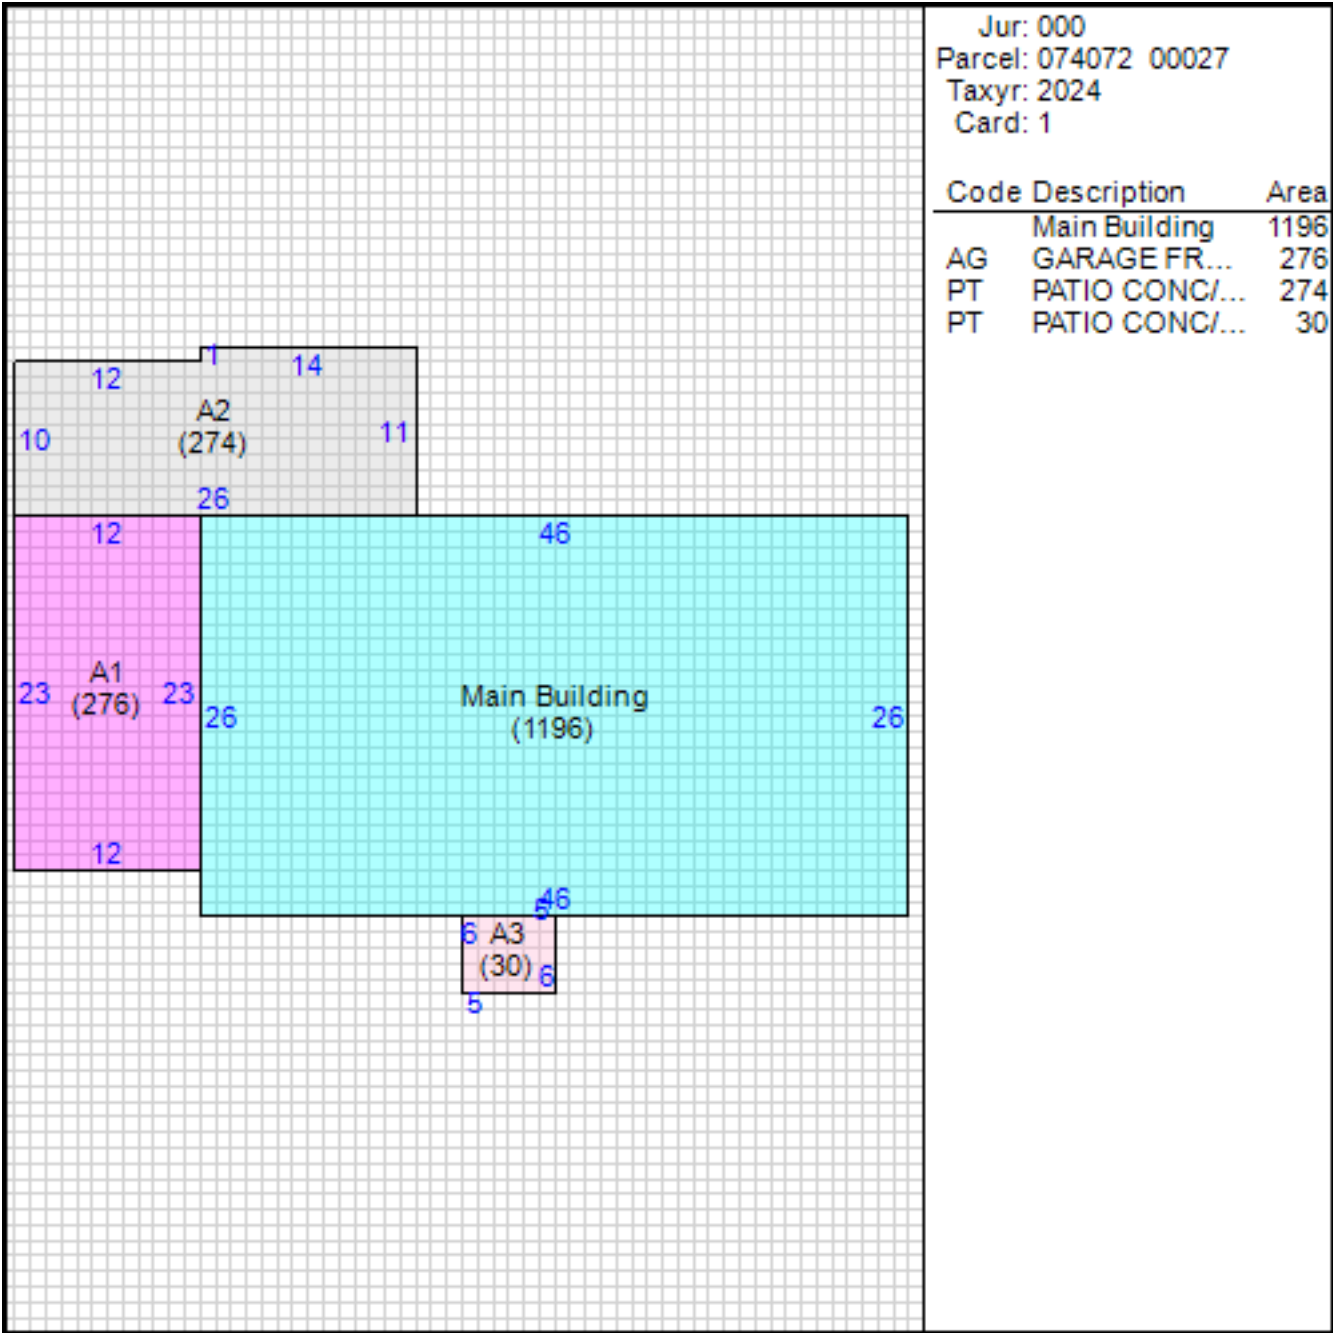 Jur: 000
Parcel: 074072 00027
Taxyr: 2024
Card: 1
Code Description Area
Main Building 1196
AG GARAGE FR... 276
PT PATIO CONC/... 274
PT PATIO CONC/... 30
1
14
12
A2
(274)
10
11
26
12
46
A1
(276)
23
23
26
Main Building
(1196)
26
12
46
5
6
A3
(30)
6
5